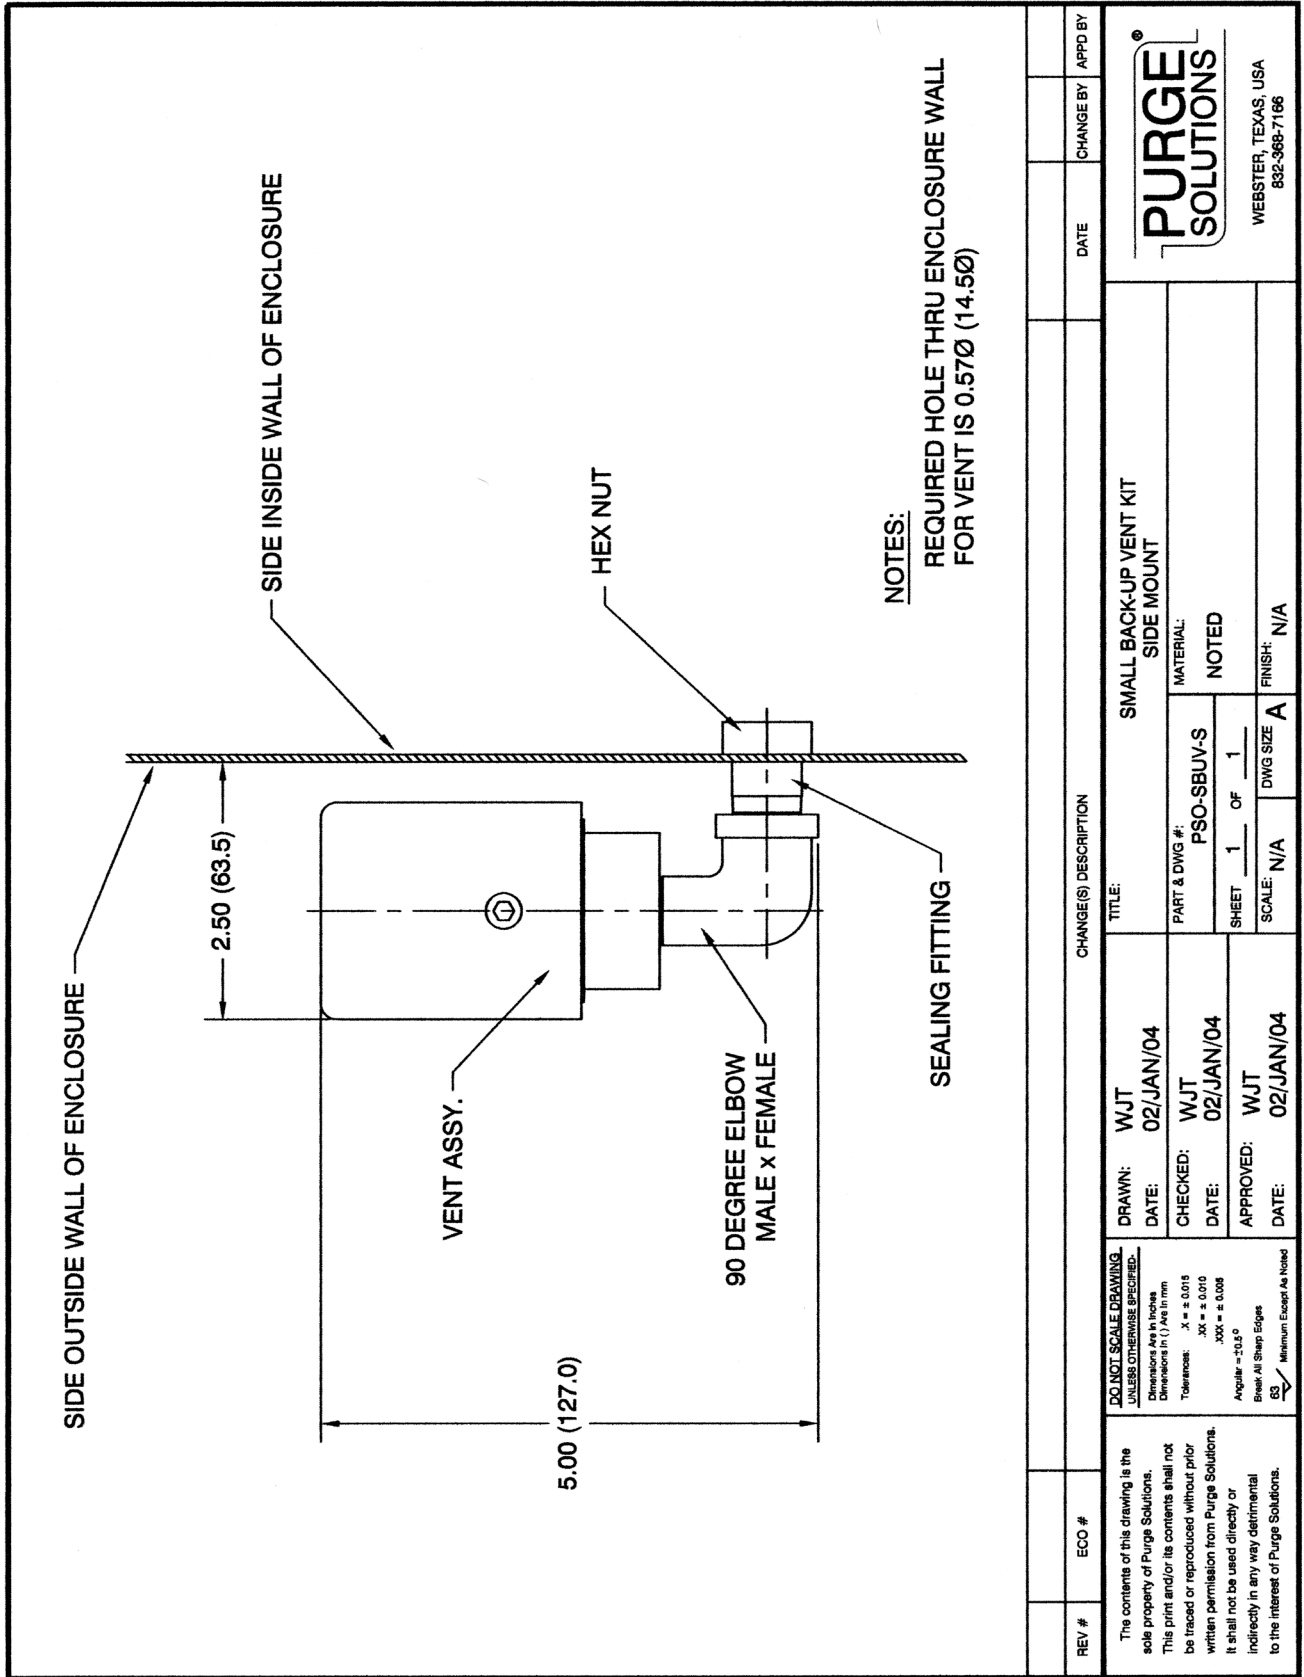 SIDE OUTSIDE WALL OF ENCLOSURE
2.50 (63.5)
SIDE INSIDE WALL OF ENCLOSURE
VENT ASSY.
HEX NUT
5.00 (127.0)
90 DEGREE ELBOW
MALE x FEMALE
SEALING FITTING
NOTES:
REQUIRED HOLE THRU ENCLOSURE WALL
FOR VENT IS 0.57Ø (14.5Ø)
REV #
ECO #
CHANGE(S) DESCRIPTION
DATE
CHANGE BY
APPD BY
The contents of this drawing is the
sole property of Purge Solutions.
This print and/or its contents shall not
be traced or reproduced without prior
written permission from Purge Solutions.
It shall not be used directly or
indirectly in any way detrimental
to the interest of Purge Solutions.
DO NOT SCALE DRAWING
UNLESS OTHERWISE SPECIFIED-
Dimensions Are in Inches
Dimensions in ( ) Are in mm
Tolerances: .X = ± 0.015
.XX = ± 0.010
.XXX = ± 0.005
Angular = ±0.5°
Break All Sharp Edges
63 Minimum Except As Noted
DRAWN: WJT
DATE: 02/JAN/04
CHECKED: WJT
DATE: 02/JAN/04
APPROVED: WJT
DATE: 02/JAN/04
TITLE:
SMALL BACK-UP VENT KIT
SIDE MOUNT
PART & DWG #:
PSO-SBUV-S
MATERIAL:
NOTED
SHEET 1 OF 1
SCALE: N/A
DWG SIZE A
FINISH: N/A
PURGE ®
SOLUTIONS
WEBSTER, TEXAS, USA
832-368-7166